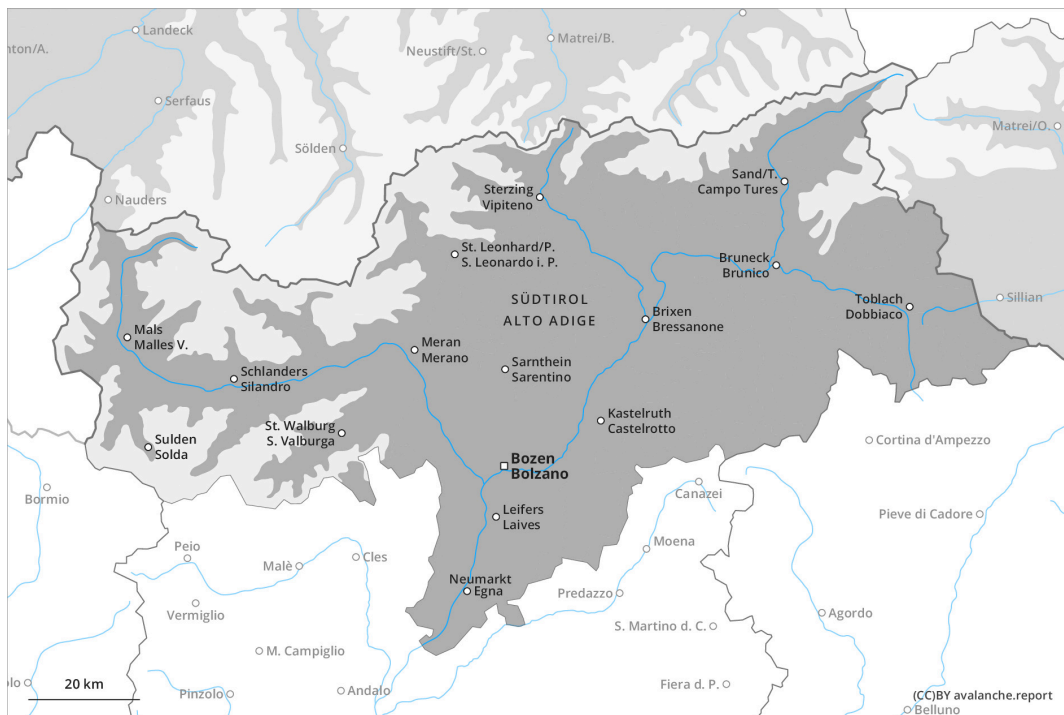 Landeck
Matrei/B.
nton/A.
Neustift/St.
Serfaus
Matrei/O.
Sölden
Sand/T.
Campo Tures
Nauders
Sterzing
Vipiteno
St. Leonhard/P.
S. Leonardo i. P.
Bruneck
Brunico
SÜDTIROL
ALTO ADIGE
Toblach
Dobbiaco
Sillian
Brixen
Bressanone
Mals
Malles V.
Meran
Merano
Schlanders
Silandro
Sarnthein
Sarentino
Kastelruth
Castelrotto
St. Walburg
S. Valburga
Sulden
Solda
Cortina d'Ampezzo
Bozen
Bolzano
Bormio
Canazei
Leifers
Laives
Pieve di Cadore
Peio
Cles
Malè
Moena
Neumarkt
Egna
Predazzo
Vermiglio
Agordo
S. Martino d. C.
M. Campiglio
olo
20 km
Pinzolo
Andalo
Fiera d. P.
(CC)BY avalanche.report
Belluno